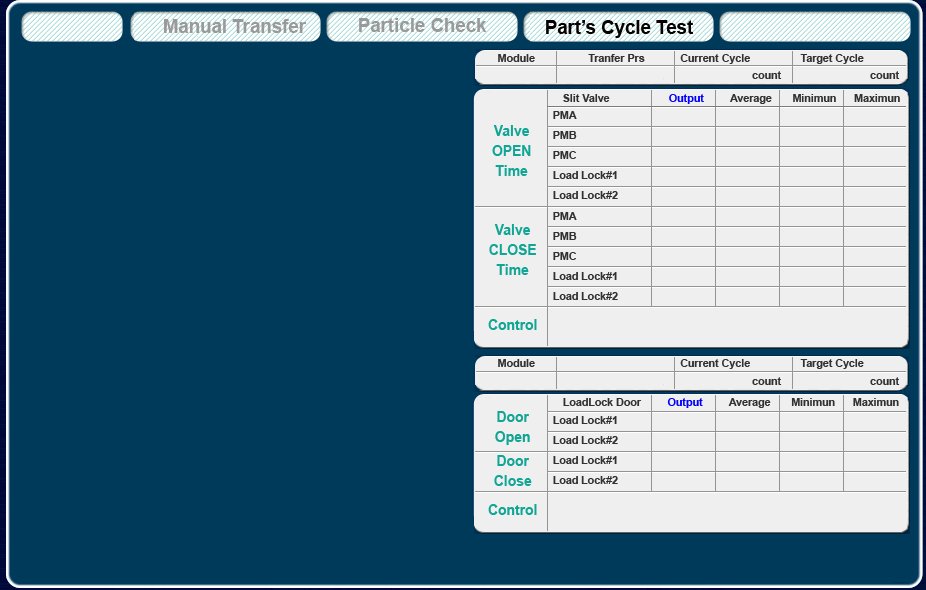 Manual Transfer Particle Check Part's Cycle Test
Module Tranfer Prs Current Cycle Target Cycle
count count
Slit Valve Output Average Minimun Maximun
Valve
OPEN
Time
PMA
PMB
PMC
Load Lock#1
Load Lock#2
Valve
CLOSE
Time
PMA
PMB
PMC
Load Lock#1
Load Lock#2
Control
Module Current Cycle Target Cycle
count count
LoadLock Door Output Average Minimun Maximun
Door
Open
Load Lock#1
Load Lock#2
Door
Close
Load Lock#1
Load Lock#2
Control